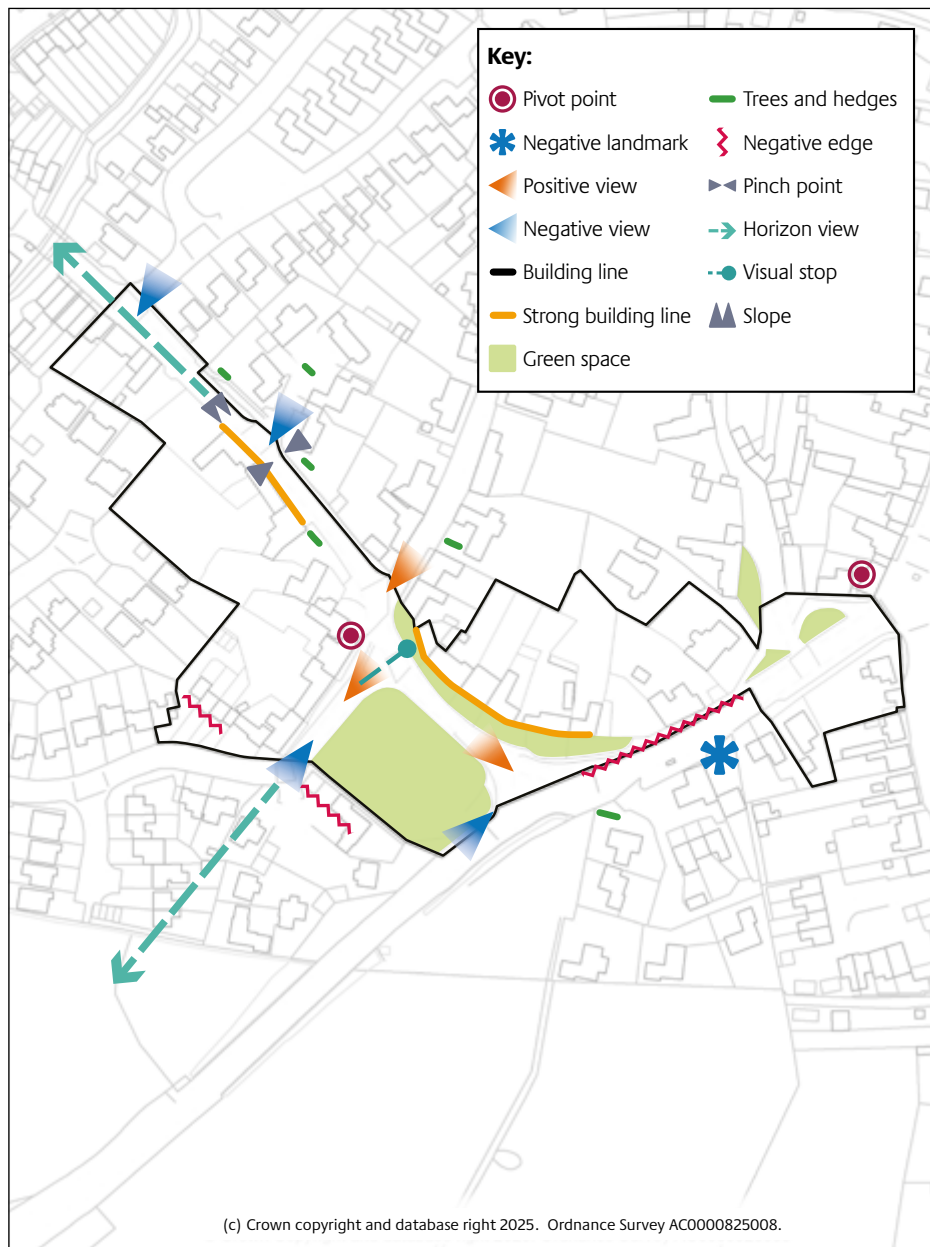 Key:
Pivot point
Negative landmark
Positive view
Negative view
Building line
Strong building line
Green space
Trees and hedges
Negative edge
Pinch point
Horizon view
Visual stop
Slope
(c) Crown copyright and database right 2025. Ordnance Survey AC0000825008.